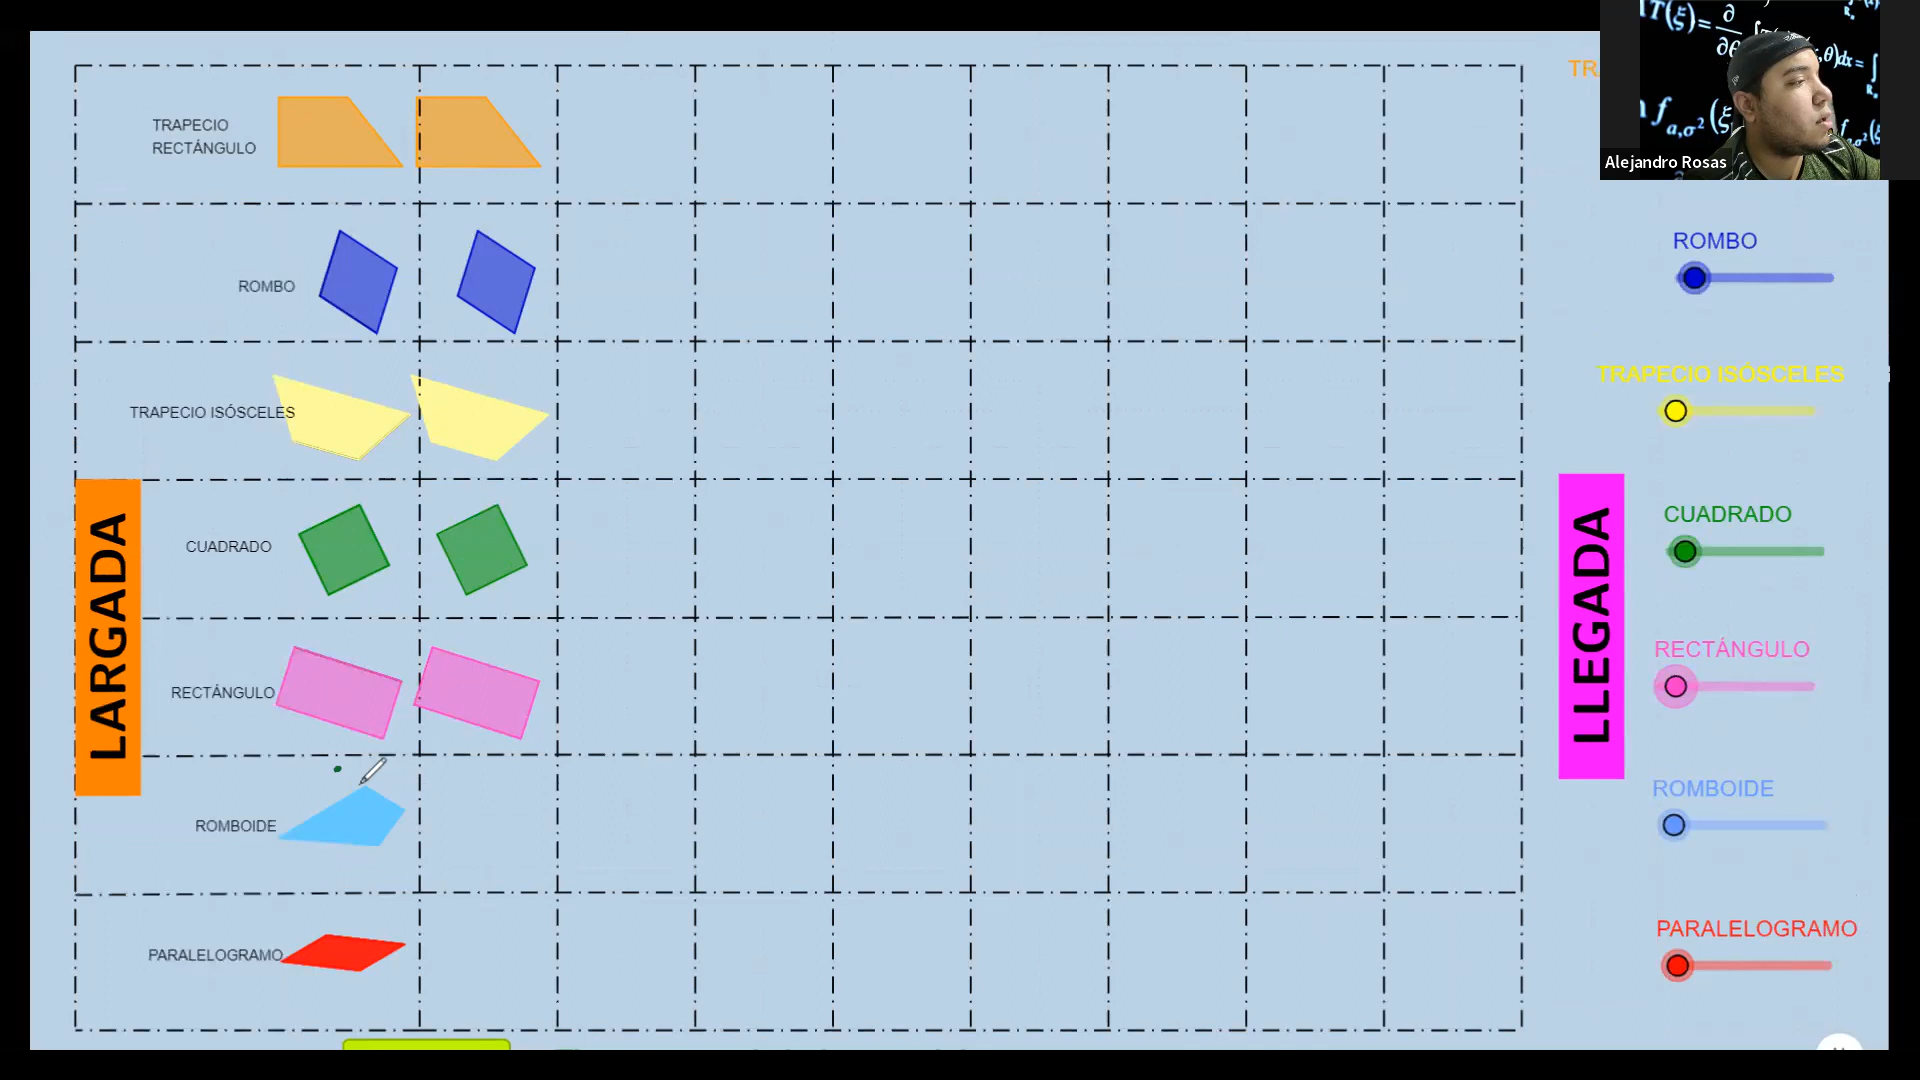 TRAPECIO
RECTÁNGULO
ROMBO
TRAPECIO ISÓSCELES
CUADRADO
RECTÁNGULO
ROMBOIDE
PARALELOGRAMO
LARGADA
LLEGADA
TR
ROMBO
TRAPECIO ISÓSCELES
CUADRADO
RECTÁNGULO
ROMBOIDE
PARALELOGRAMO
Alejandro Rosas